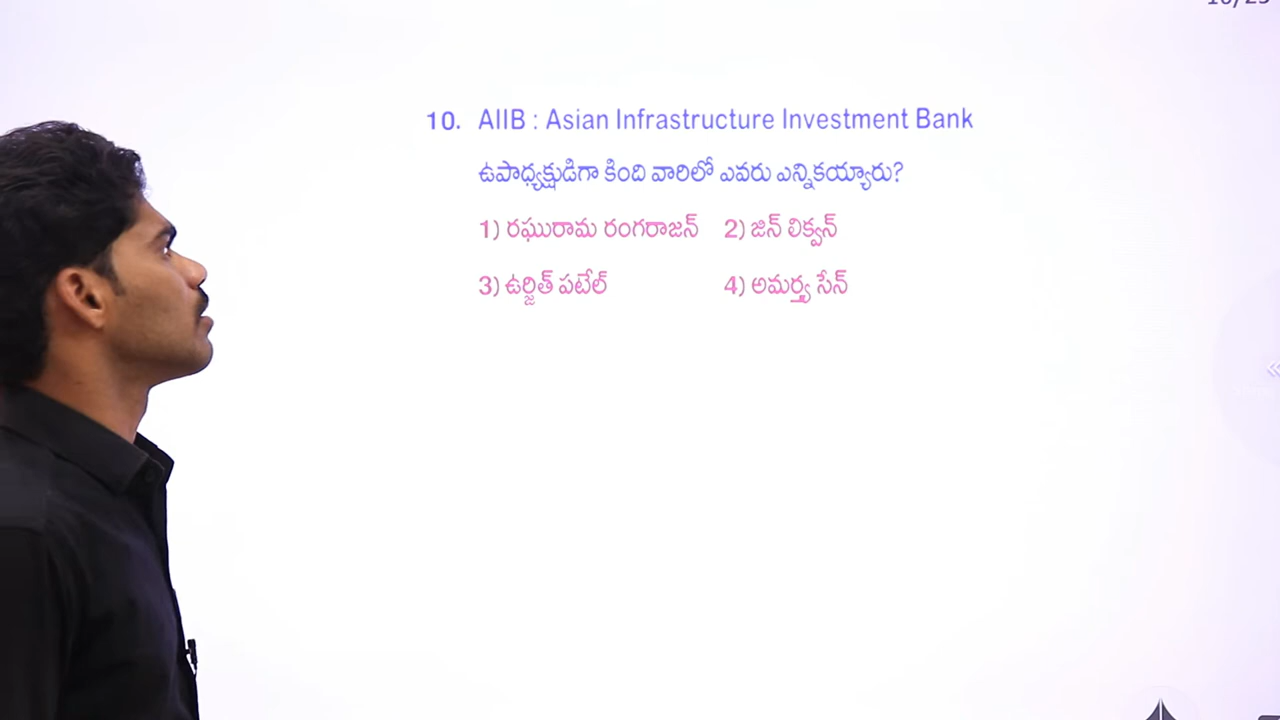 10. AIIB : Asian Infrastructure Investment Bank
ఉపాధ్యక్షుడిగా కింది వారిలో ఎవరు ఎన్నికయ్యారు?
1) రఘురామ రంగరాజన్ 2) జిన్ లిక్వన్
3) ఉర్జిత్ పటేల్ 4) అమర్త్య సేన్